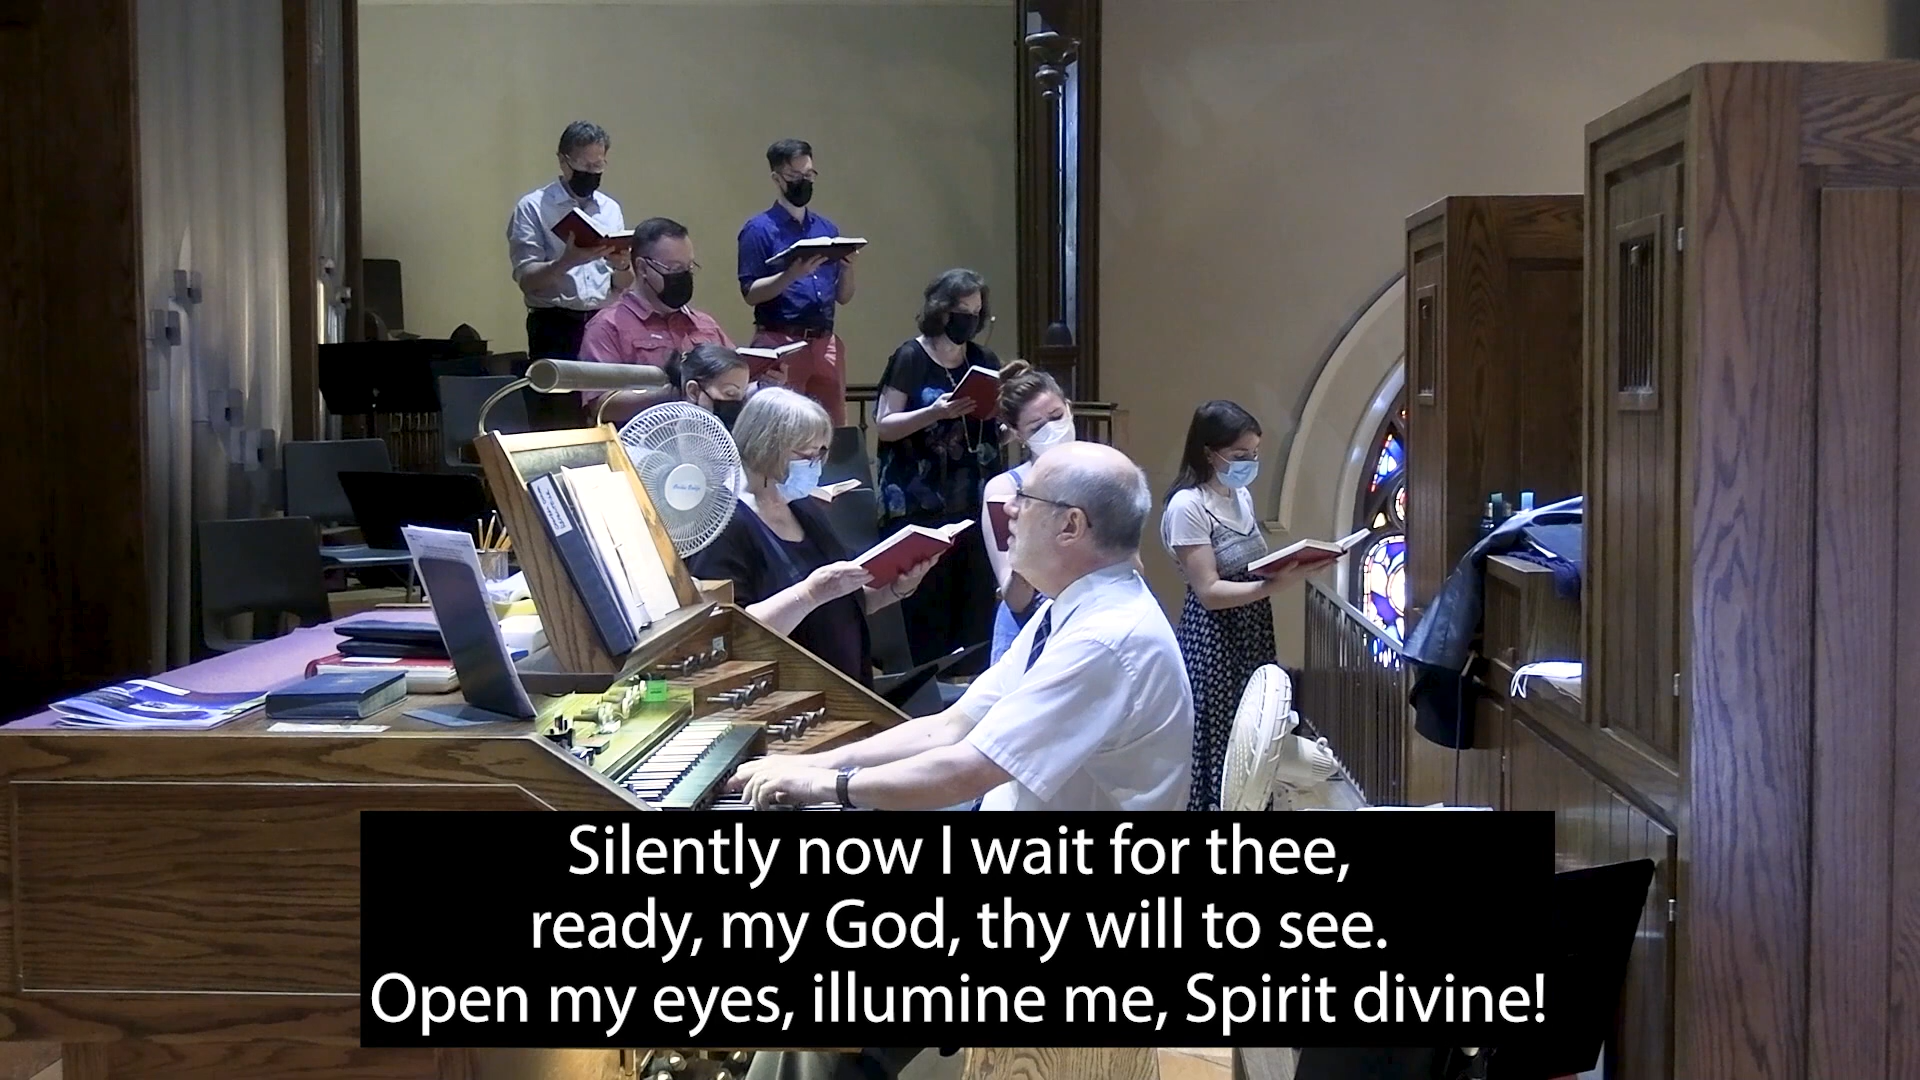 Silently now I wait for thee,
ready, my God, thy will to see.
Open my eyes, illumine me, Spirit divine!